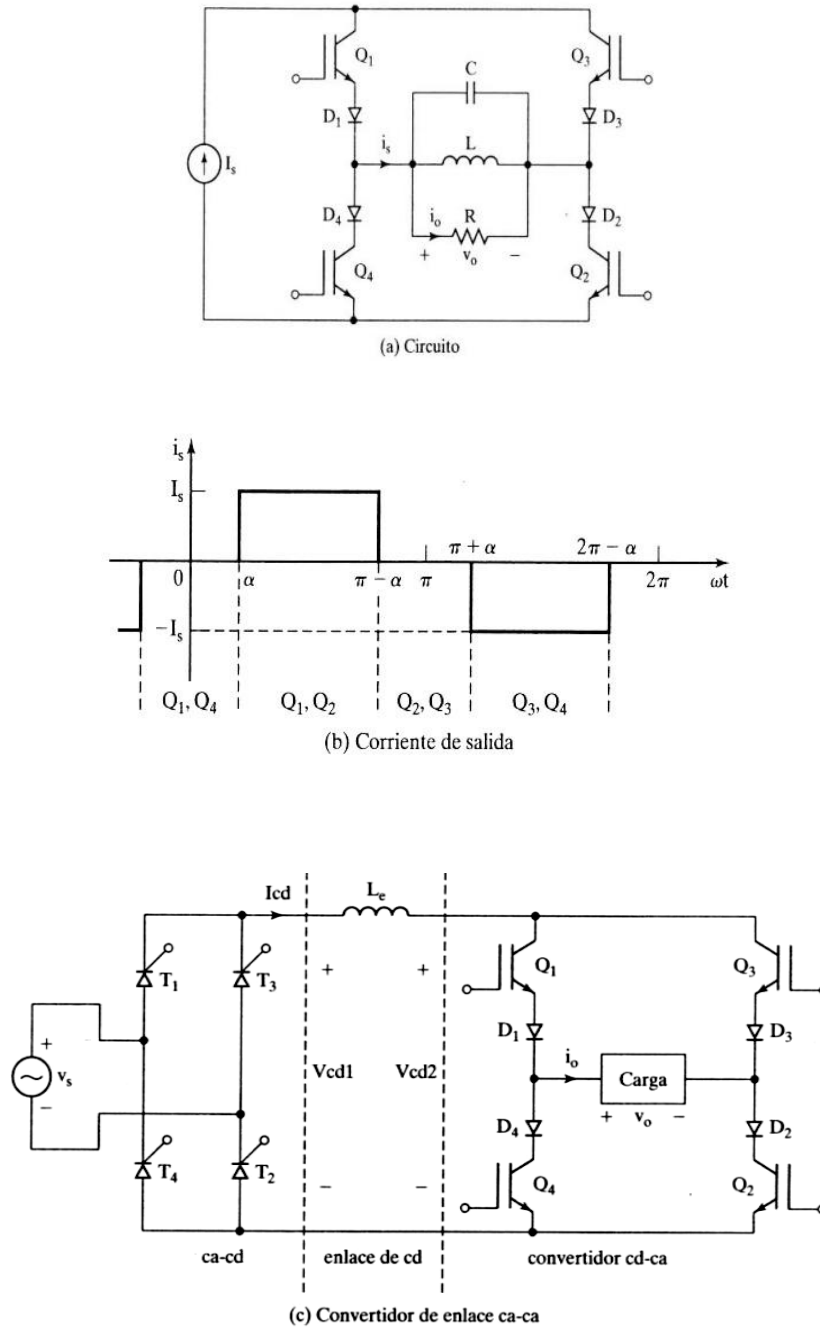 Q1
Q3
C
D1
D3
is
L
Is
D4
io
R
D2
+ vo −
Q4
Q2
(a) Circuito
is
Is
π + α
2π − α
0
α
π − α
π
2π
ωt
−Is
Q1, Q4
Q1, Q2
Q2, Q3
Q3, Q4
(b) Corriente de salida
Icd
Le
T1
T3
+
+
Q1
Q3
D1
D3
+
vs
−
Vcd1
Vcd2
io
Carga
+ vo −
D4
D2
T4
T2
−
−
Q4
Q2
ca-cd
enlace de cd
convertidor cd-ca
(c) Convertidor de enlace ca-ca